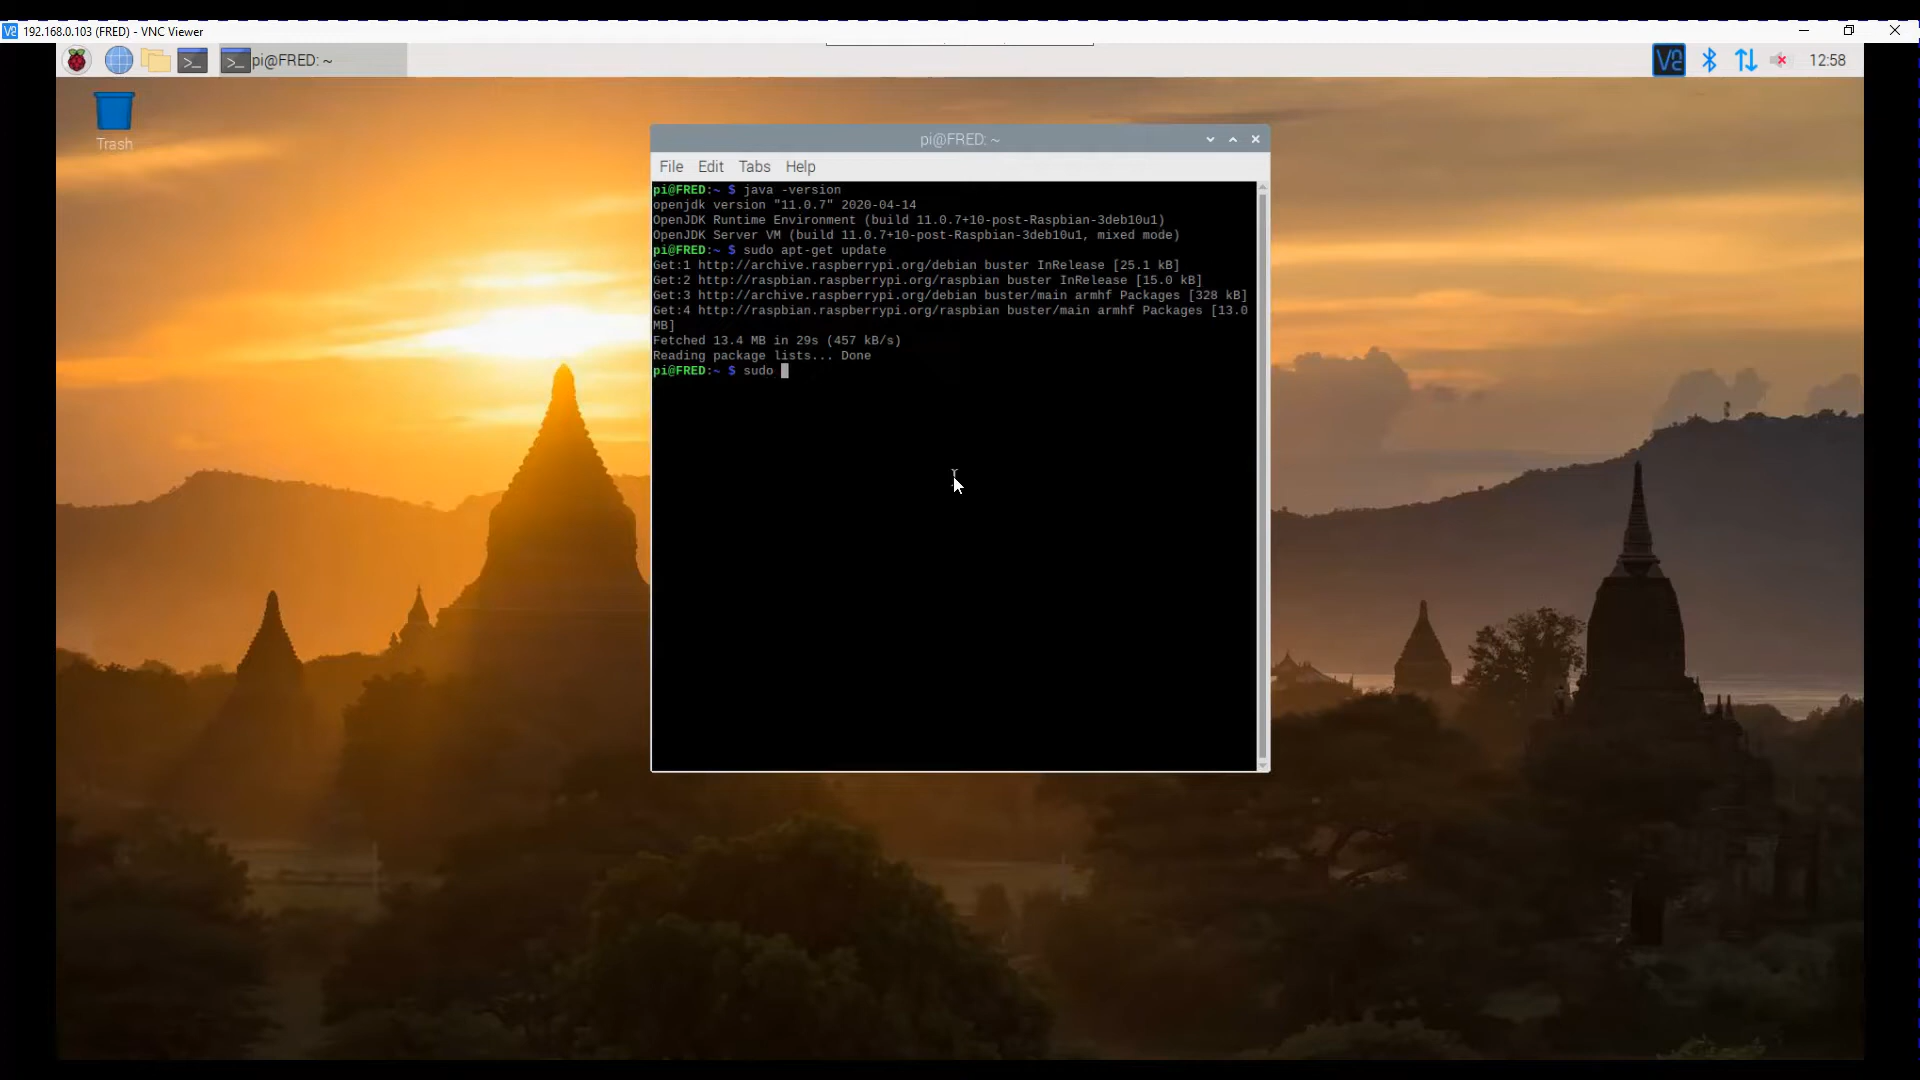 192.168.0.103 (FRED) - VNC Viewer
pi@FRED: ~
12:58
Trash
pi@FRED: ~
File Edit Tabs Help
pi@FRED:~ $ java -version
openjdk version "11.0.7" 2020-04-14
OpenJDK Runtime Environment (build 11.0.7+10-post-Raspbian-3deb10u1)
OpenJDK Server VM (build 11.0.7+10-post-Raspbian-3deb10u1, mixed mode)
pi@FRED:~ $ sudo apt-get update
Get:1 http://archive.raspberrypi.org/debian buster InRelease [25.1 kB]
Get:2 http://raspbian.raspberrypi.org/raspbian buster InRelease [15.0 kB]
Get:3 http://archive.raspberrypi.org/debian buster/main armhf Packages [328 kB]
Get:4 http://raspbian.raspberrypi.org/raspbian buster/main armhf Packages [13.0
MB]
Fetched 13.4 MB in 29s (457 kB/s)
Reading package lists... Done
pi@FRED:~ $ sudo